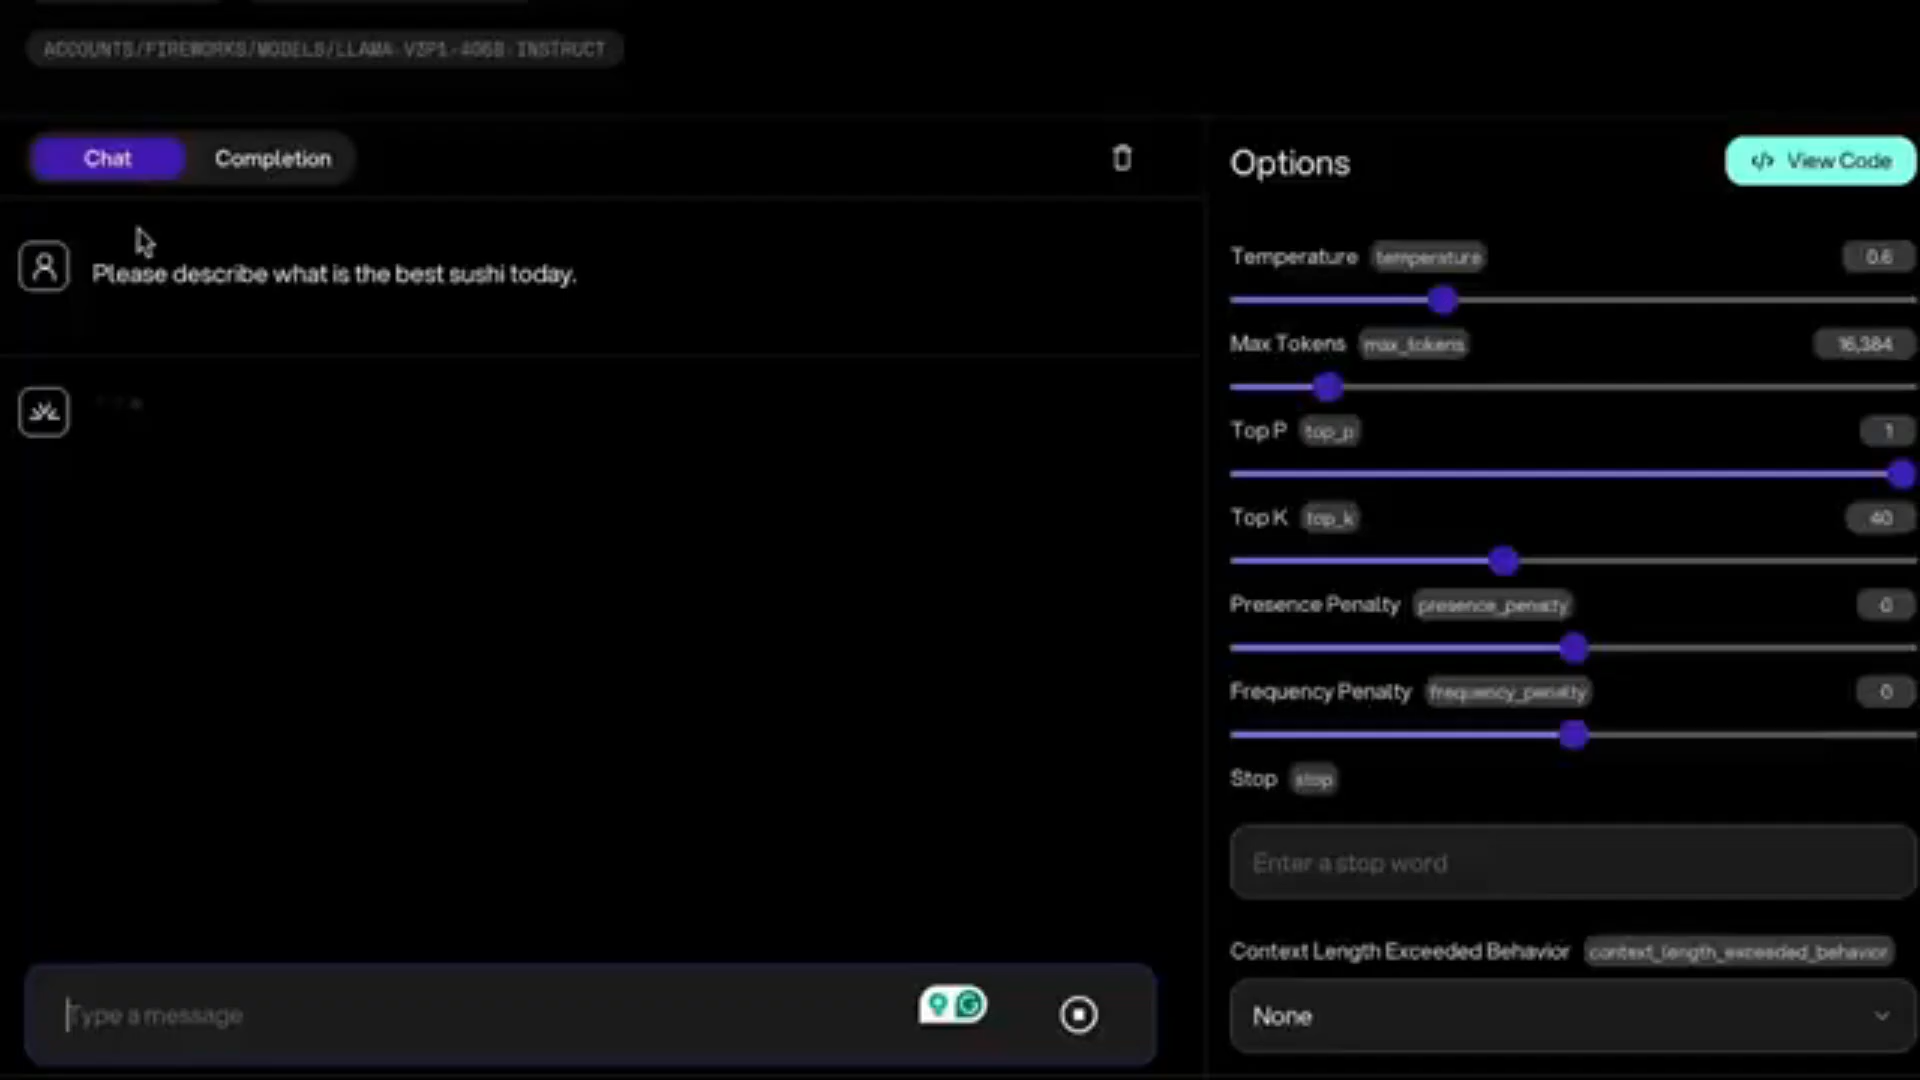 ACCOUNTS/FIREWORKS/MODELS/LLAMA-V3P1-405B-INSTRUCT
Chat
Completion
Options
View Code
Please describe what is the best sushi today.
Temperature temperature 0.6
Max Tokens max_tokens 16,384
Top P top_p 1
Top K top_k 40
Presence Penalty presence_penalty 0
Frequency Penalty frequency_penalty 0
Stop stop
Enter a stop word
Context Length Exceeded Behavior context_length_exceeded_behavior
Type a message
None